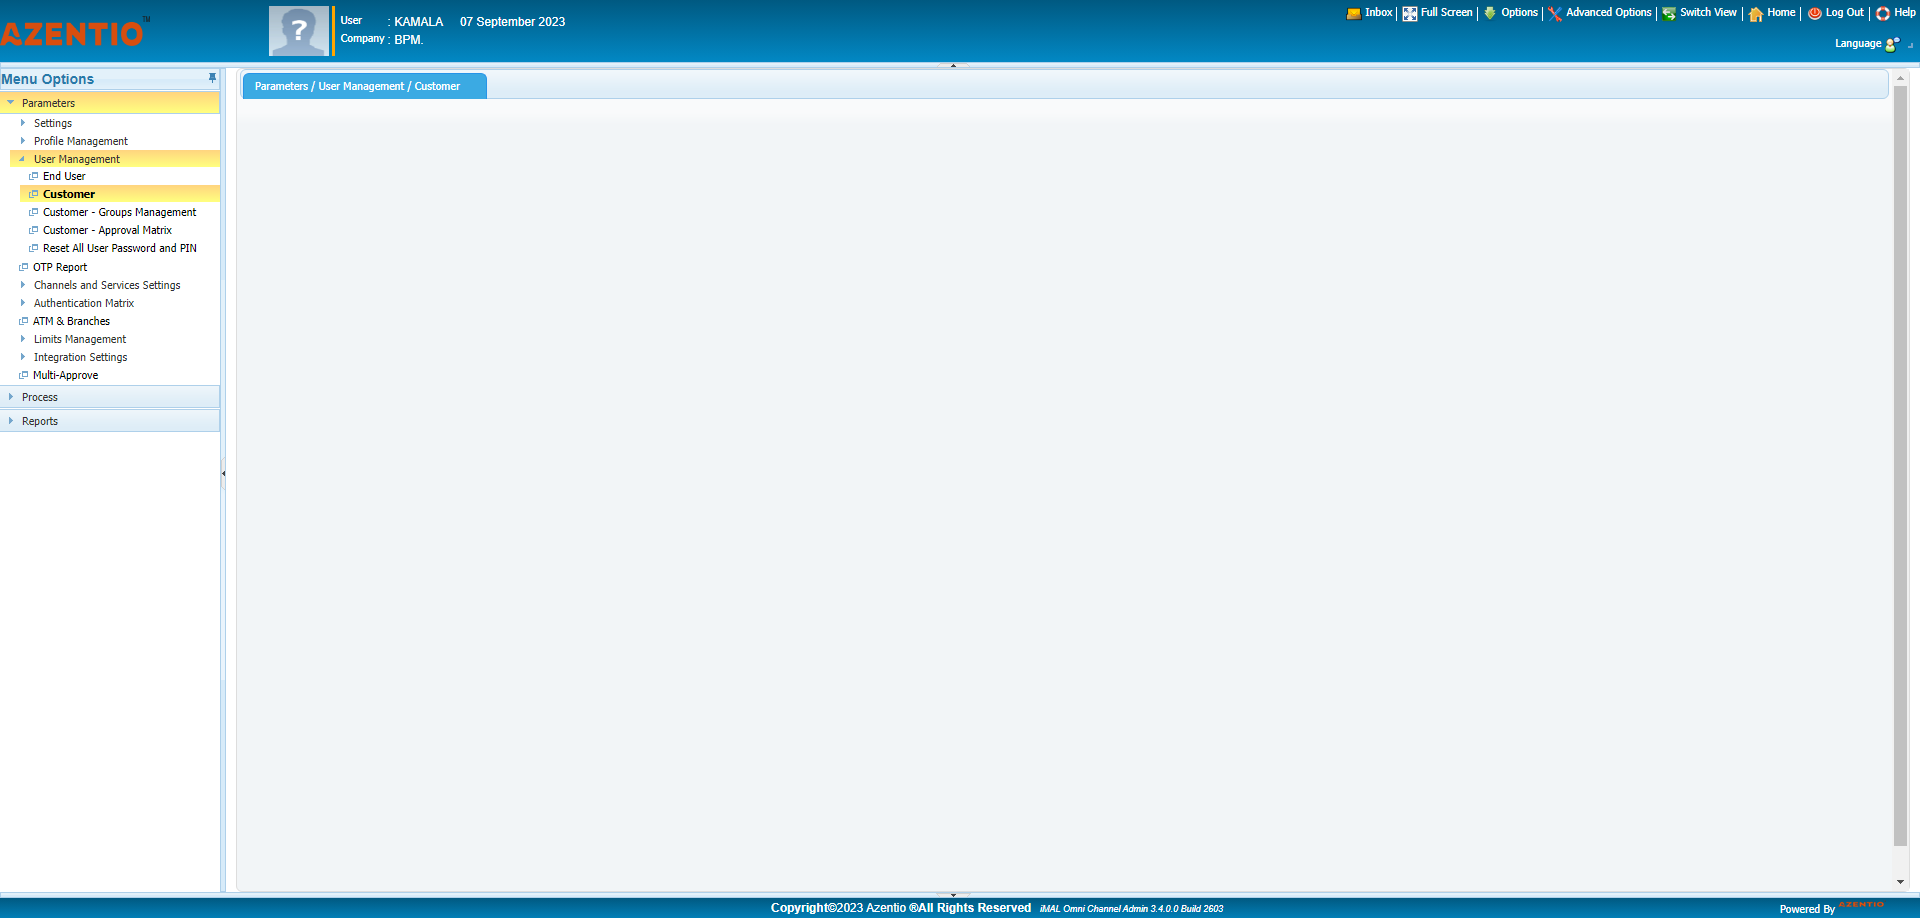 AZENTIO™
User : KAMALA 07 September 2023
Company : BPM.
Inbox | Full Screen | Options | Advanced Options | Switch View | Home | Log Out | Help
Language
Menu Options
Parameters / User Management / Customer
Parameters
Settings
Profile Management
User Management
End User
Customer
Customer - Groups Management
Customer - Approval Matrix
Reset All User Password and PIN
OTP Report
Channels and Services Settings
Authentication Matrix
ATM & Branches
Limits Management
Integration Settings
Multi-Approve
Process
Reports
Copyright©2023 Azentio ®All Rights Reserved iMAL Omni Channel Admin 3.4.0.0 Build 2603
Powered By AZENTIO